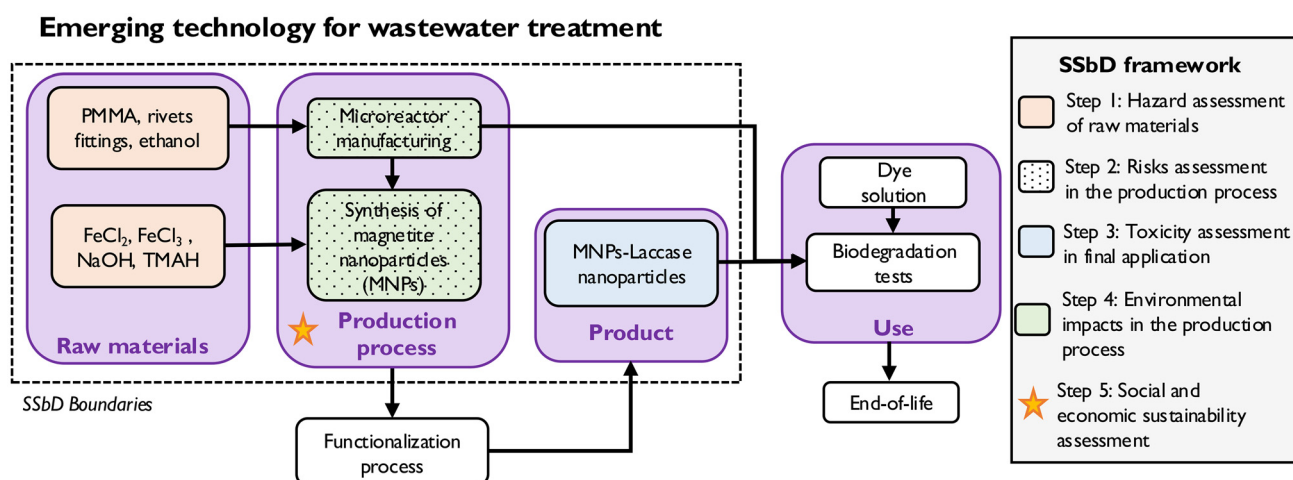 Emerging technology for wastewater treatment
PMMA, rivets
fittings, ethanol
FeCl2, FeCl3 ,
NaOH, TMAH
Raw materials
Microreactor
manufacturing
Synthesis of
magnetite
nanoparticles
(MNPs)
Production
process
MNPs-Laccase
nanoparticles
Product
Dye
solution
Biodegradation
tests
Use
End-of-life
SSbD Boundaries
Functionalization
process
SSbD framework
Step 1: Hazard assessment
of raw materials
Step 2: Risks assessment
in the production process
Step 3: Toxicity assessment
in final application
Step 4: Environmental
impacts in the production
process
Step 5: Social and
economic sustainability
assessment